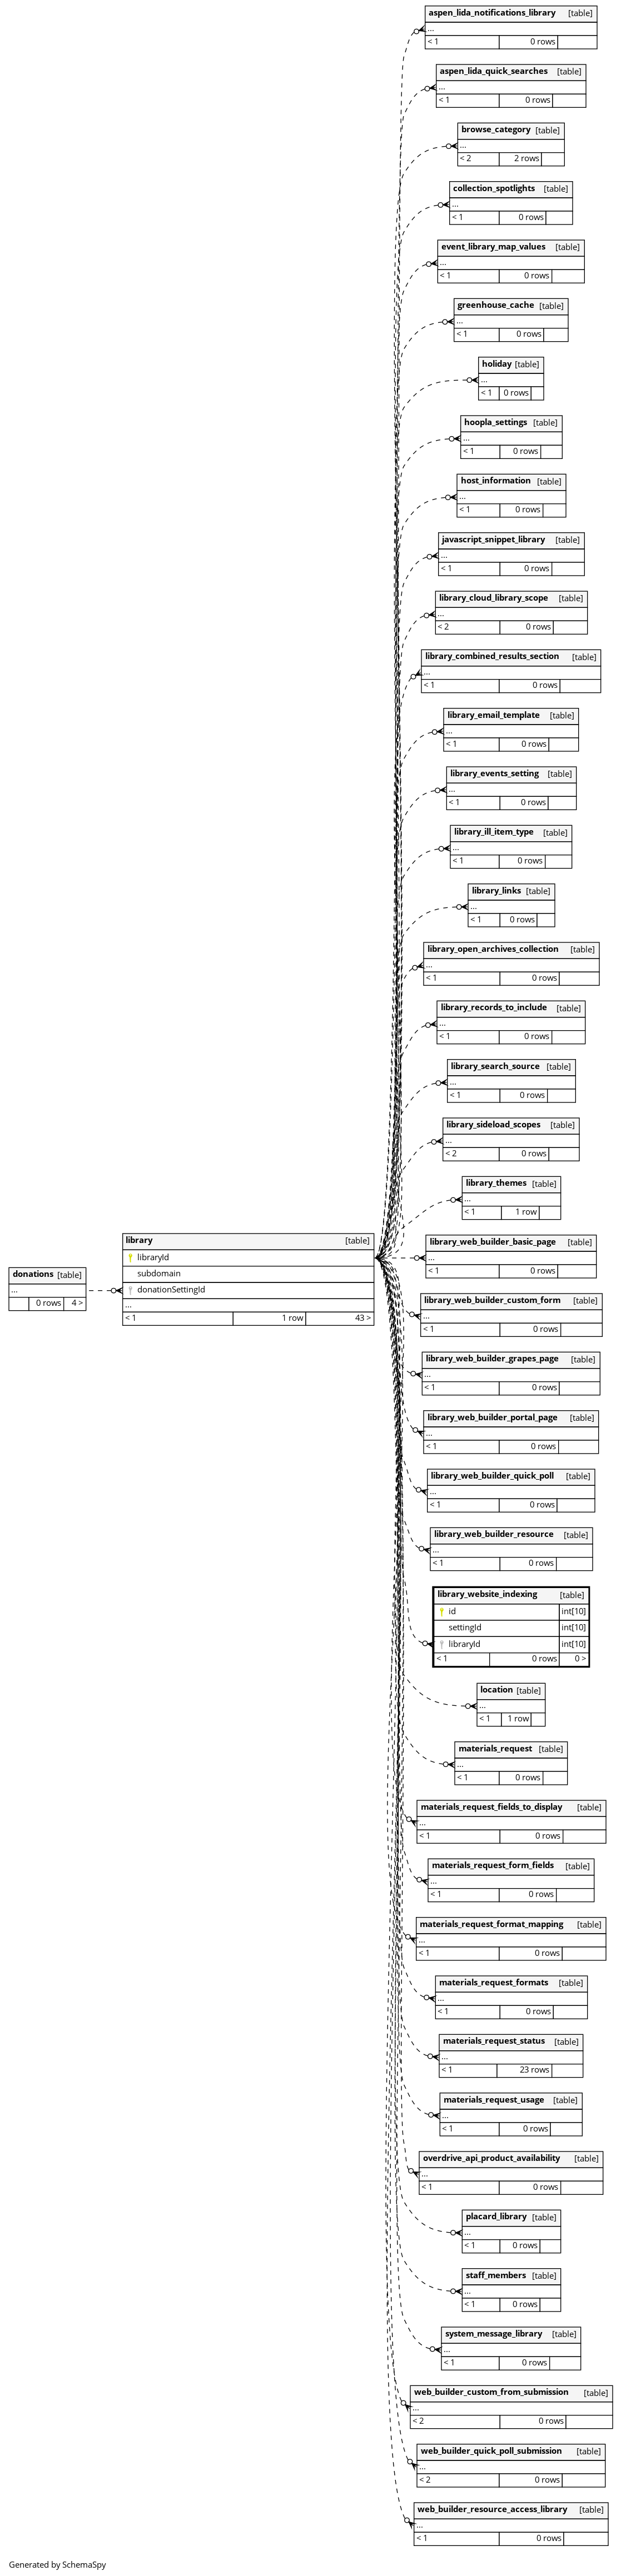 aspen_lida_notifications_library [table]
...
< 1 0 rows
aspen_lida_quick_searches [table]
...
< 1 0 rows
browse_category [table]
...
< 2 2 rows
collection_spotlights [table]
...
< 1 0 rows
event_library_map_values [table]
...
< 1 0 rows
greenhouse_cache [table]
...
< 1 0 rows
holiday [table]
...
< 1 0 rows
hoopla_settings [table]
...
< 1 0 rows
host_information [table]
...
< 1 0 rows
javascript_snippet_library [table]
...
< 1 0 rows
library_cloud_library_scope [table]
...
< 2 0 rows
library_combined_results_section [table]
...
< 1 0 rows
library_email_template [table]
...
< 1 0 rows
library_events_setting [table]
...
< 1 0 rows
library_ill_item_type [table]
...
< 1 0 rows
library_links [table]
...
< 1 0 rows
library_open_archives_collection [table]
...
< 1 0 rows
library_records_to_include [table]
...
< 1 0 rows
library_search_source [table]
...
< 1 0 rows
library_sideload_scopes [table]
...
< 2 0 rows
library_themes [table]
...
< 1 1 row
donations [table]
...
0 rows 4 >
library [table]
libraryId
subdomain
donationSettingId
...
< 1 1 row 43 >
library_web_builder_basic_page [table]
...
< 1 0 rows
library_web_builder_custom_form [table]
...
< 1 0 rows
library_web_builder_grapes_page [table]
...
< 1 0 rows
library_web_builder_portal_page [table]
...
< 1 0 rows
library_web_builder_quick_poll [table]
...
< 1 0 rows
library_web_builder_resource [table]
...
< 1 0 rows
library_website_indexing [table]
id int[10]
settingId int[10]
libraryId int[10]
< 1 0 rows 0 >
location [table]
...
< 1 1 row
materials_request [table]
...
< 1 0 rows
materials_request_fields_to_display [table]
...
< 1 0 rows
materials_request_form_fields [table]
...
< 1 0 rows
materials_request_format_mapping [table]
...
< 1 0 rows
materials_request_formats [table]
...
< 1 0 rows
materials_request_status [table]
...
< 1 23 rows
materials_request_usage [table]
...
< 1 0 rows
overdrive_api_product_availability [table]
...
< 1 0 rows
placard_library [table]
...
< 1 0 rows
staff_members [table]
...
< 1 0 rows
system_message_library [table]
...
< 1 0 rows
web_builder_custom_from_submission [table]
...
< 2 0 rows
web_builder_quick_poll_submission [table]
...
< 2 0 rows
web_builder_resource_access_library [table]
...
< 1 0 rows
Generated by SchemaSpy